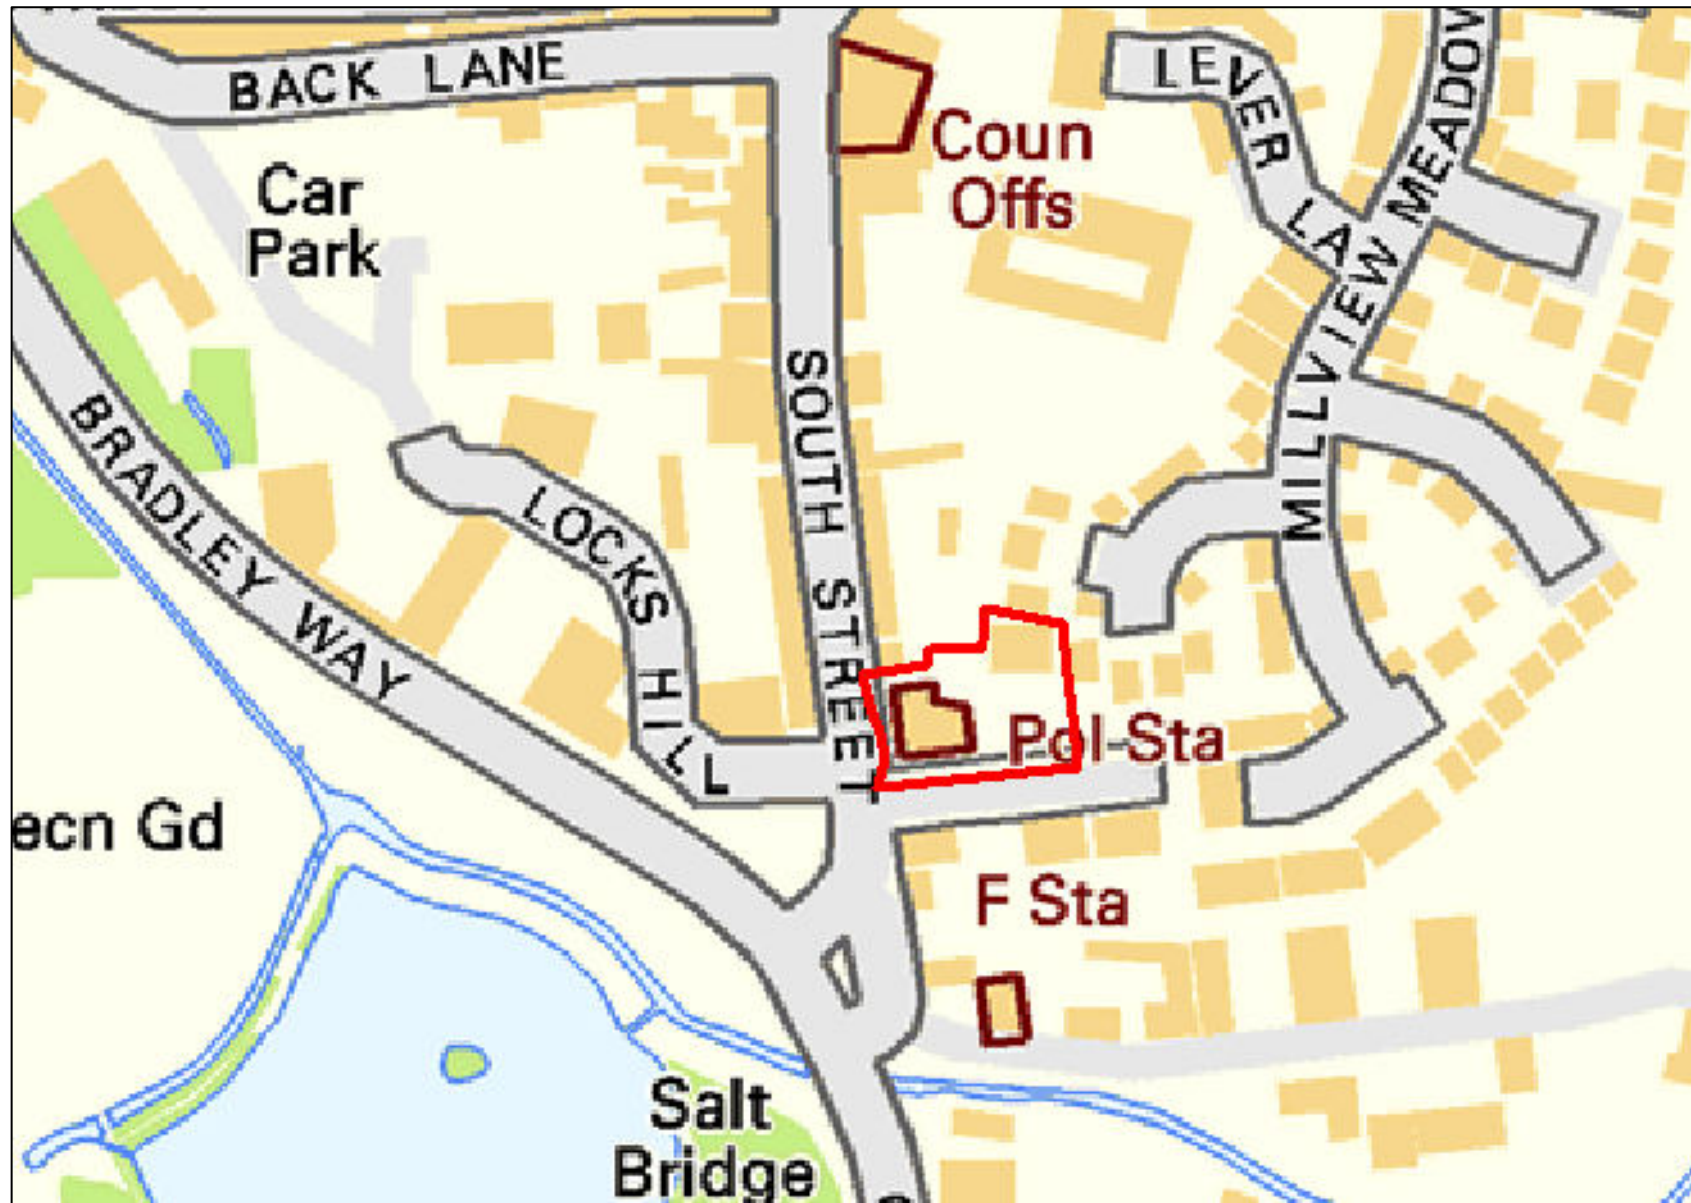 BACK LANE
LEVER LA
MILLVIEW MEADOW
Coun
Offs
Car
Park
SOUTH STREET
BRADLEY WAY
LOCKS HILL
Pol Sta
ecn Gd
F Sta
Salt
Bridge